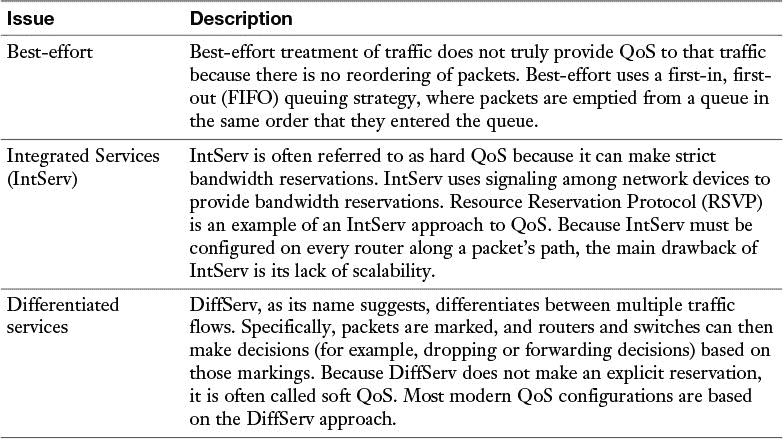 Issue Description
Best-effort Best-effort treatment of traffic does not truly provide QoS to that traffic
because there is no reordering of packets. Best-effort uses a first-in, first-
out (FIFO) queuing strategy, where packets are emptied from a queue in
the same order that they entered the queue.
Integrated Services IntServ is often referred to as hard QoS because it can make strict
(IntServ) bandwidth reservations. IntServ uses signaling among network devices to
provide bandwidth reservations. Resource Reservation Protocol (RSVP)
is an example of an IntServ approach to QoS. Because IntServ must be
configured on every router along a packet’s path, the main drawback of
IntServ is its lack of scalability.
Differentiated DiffServ, as its name suggests, differentiates between multiple traffic
services flows. Specifically, packets are marked, and routers and switches can then
make decisions (for example, dropping or forwarding decisions) based on
those markings. Because DiffServ does not make an explicit reservation,
it is often called soft QoS. Most modern QoS configurations are based
on the DiffServ approach.